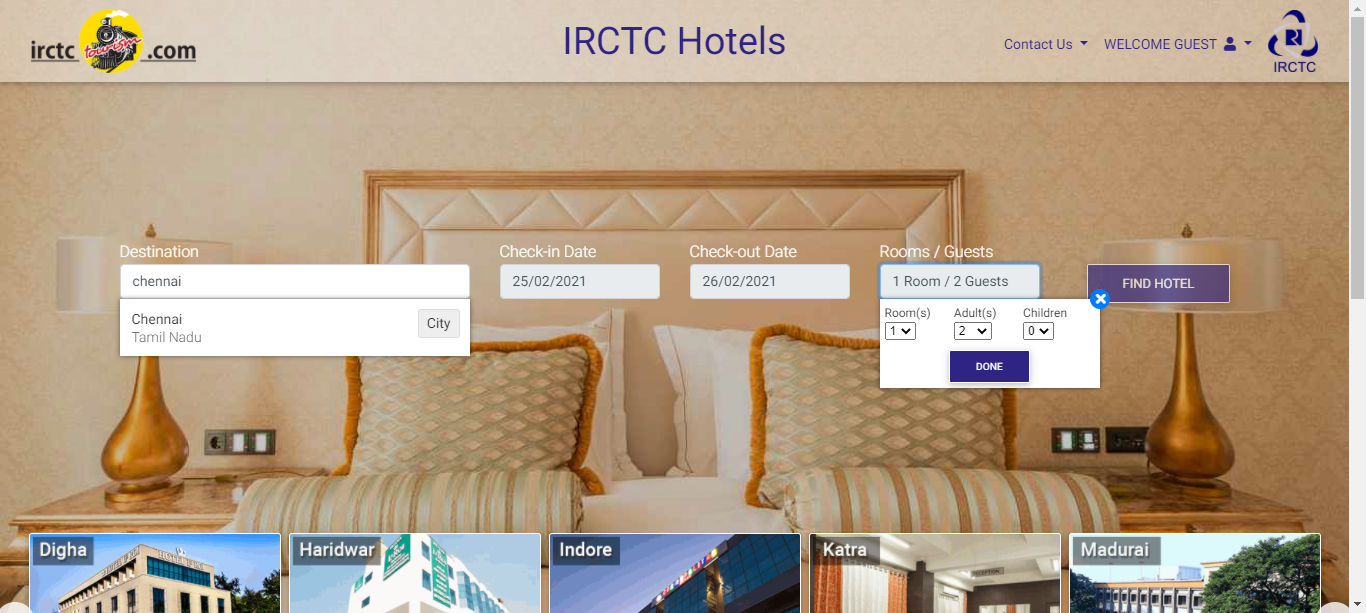 irctc tourism .com
IRCTC Hotels
Contact Us
WELCOME GUEST
IRCTC
Destination
Check-in Date
Check-out Date
Rooms / Guests
chennai
25/02/2021
26/02/2021
1 Room / 2 Guests
FIND HOTEL
Chennai
Tamil Nadu
City
Room(s)
Adult(s)
Children
1
2
0
DONE
Digha
Haridwar
Indore
Katra
Madurai
RECEPTION